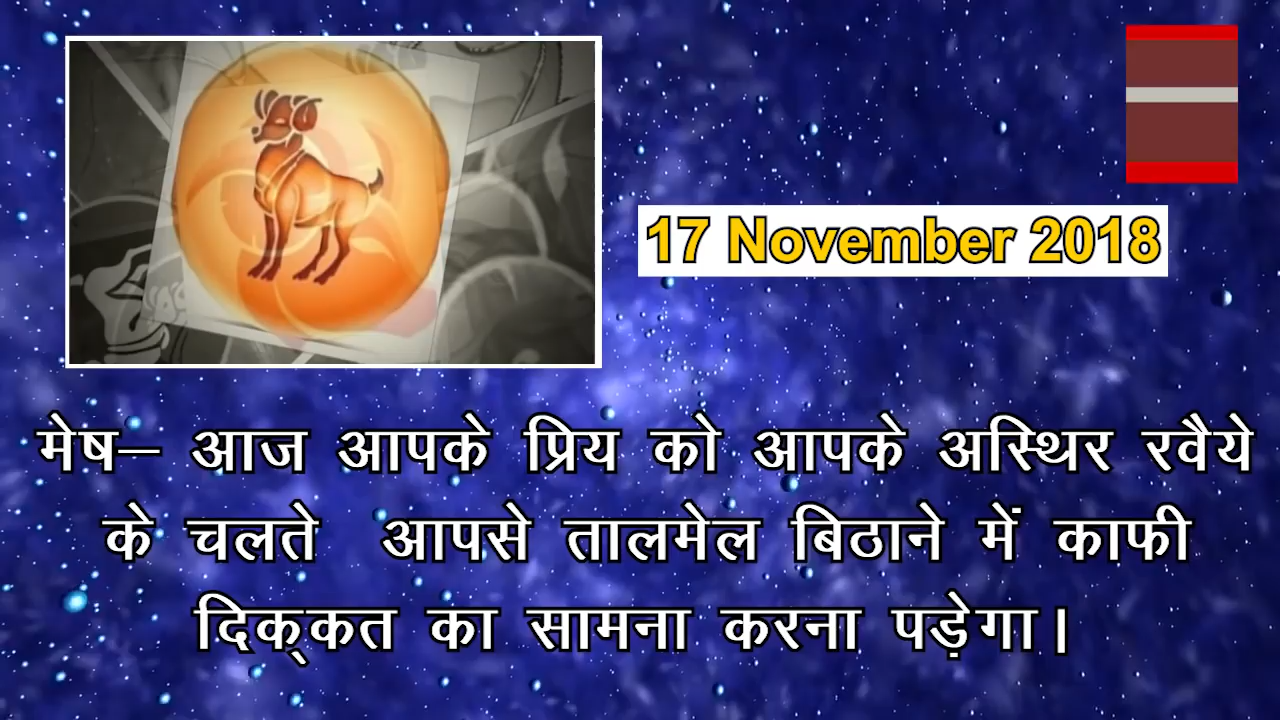 17 November 2018
मेष– आज आपके प्रिय को आपके अस्थिर रवैये
के चलते आपसे तालमेल बिठाने में काफी
दिक्‌कत का सामना करना पड़ेगा।